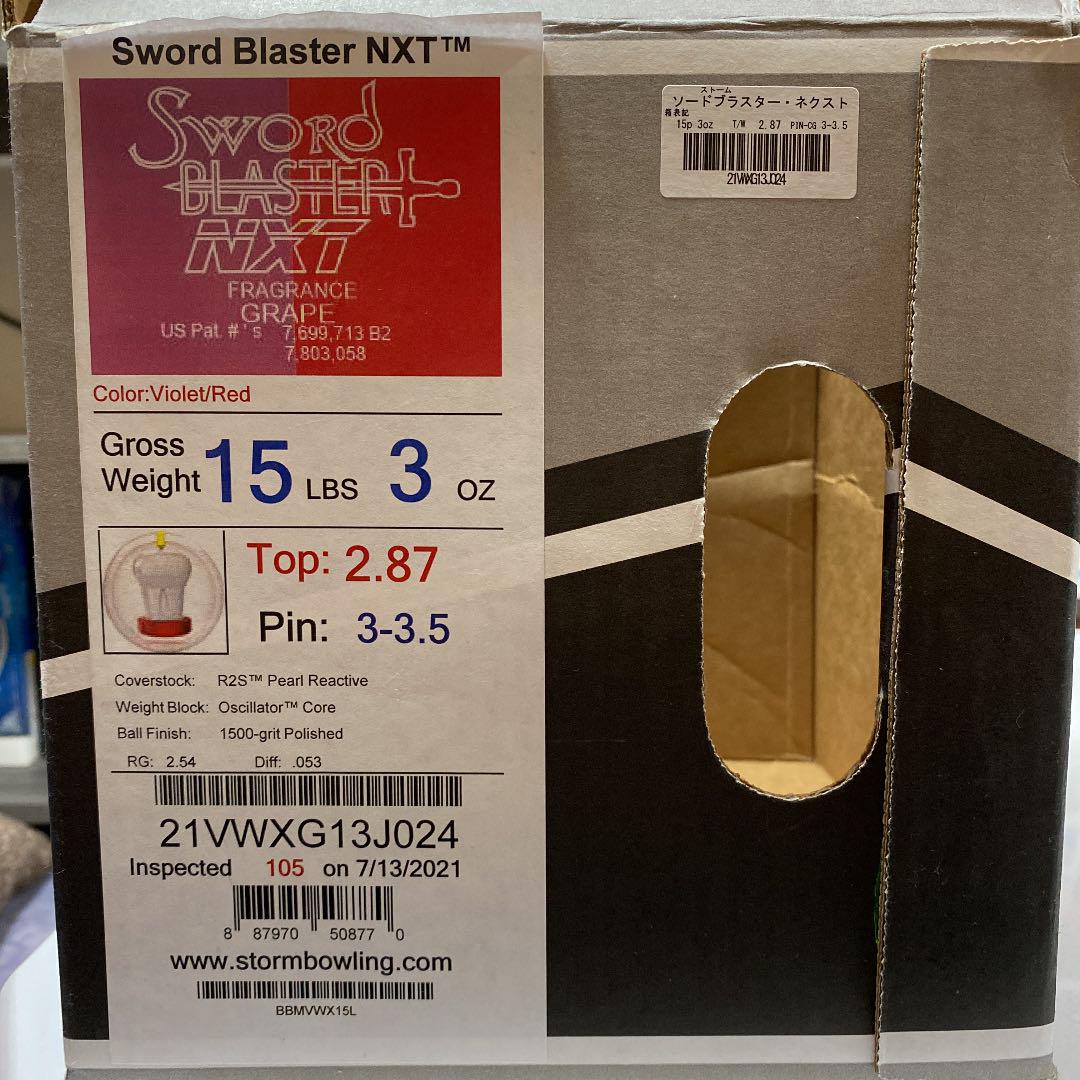 Sword Blaster NXT™
Sword
BLASTER
NXT
FRAGRANCE
GRAPE
US Pat. #'s 7,699,713 B2
7,803,058
Color:Violet/Red
Gross Weight 15 LBS 3 OZ
Top: 2.87
Pin: 3-3.5
Coverstock: R2S™ Pearl Reactive
Weight Block: Oscillator™ Core
Ball Finish: 1500-grit Polished
RG: 2.54 Diff: .053
21VWXG13J024
Inspected 105 on 7/13/2021
8 87970 50877 0
www.stormbowling.com
BBMVWX15L
ストーム
ソードブラスター・ネクスト
箱表記
15p 3oz T/W 2.87 PIN-CG 3-3.5
21VWXG13J024